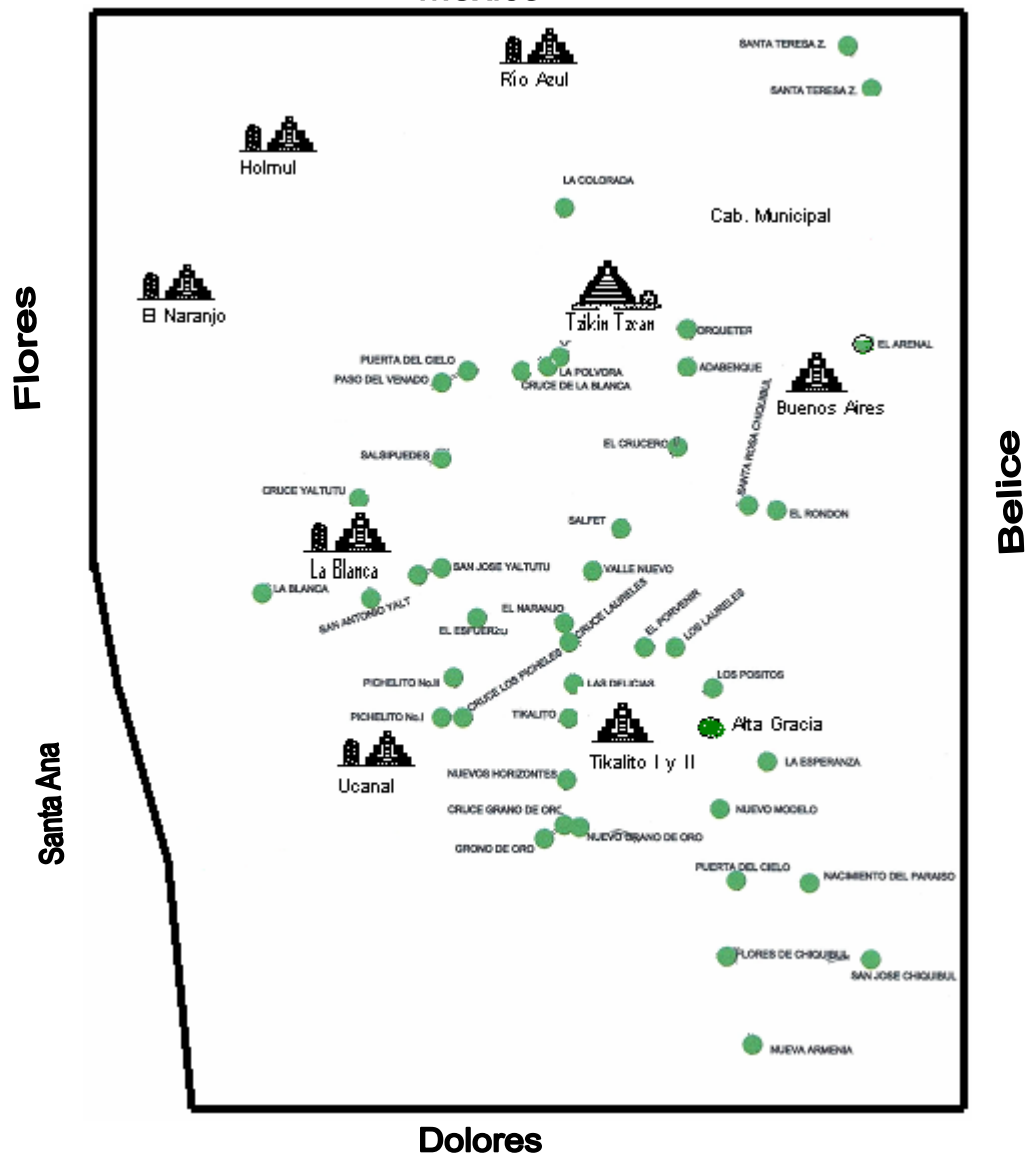 SANTA TERESA Z.
Río Azul
SANTA TERESA Z.
Holmul
LA COLORADA
Cab. Municipal
Flores
El Naranjo
Tzikin Tzcan
ORQUETER
EL ARENAL
PUERTA DEL CIELO
PASO DEL VENADO
LA POLVORA
CRUCE DE LA BLANCA
ADABENQUE
Buenos Aires
SANTA ROSA CHIQUIBUL
EL CRUCERO
SALSIPUEDES
Belice
CRUCE YALTUTU
EL RONDON
SALFET
La Blanca
SAN JOSE YALTUTU
VALLE NUEVO
LA BLANCA
SAN ANTONIO YALT
EL NARANJO
CRUCE LAURELES
EL PORVENIR
LOS LAURELES
EL ESFUERZO
CRUCE LOS PICHELES
PICHELITO No.II
LAS DELICIAS
LOS POSITOS
PICHELITO No.I
TIKALITO
Alta Gracia
Tikalito I y II
LA ESPERANZA
Santa Ana
Ucanal
NUEVOS HORIZONTES
CRUCE GRANO DE ORO
NUEVO MODELO
NUEVO GRANO DE ORO
GRONO DE ORO
PUERTA DEL CIELO
NACIMIENTO DEL PARAISO
FLORES DE CHIQUIBUL
SAN JOSE CHIQUIBUL
NUEVA ARMENIA
Dolores